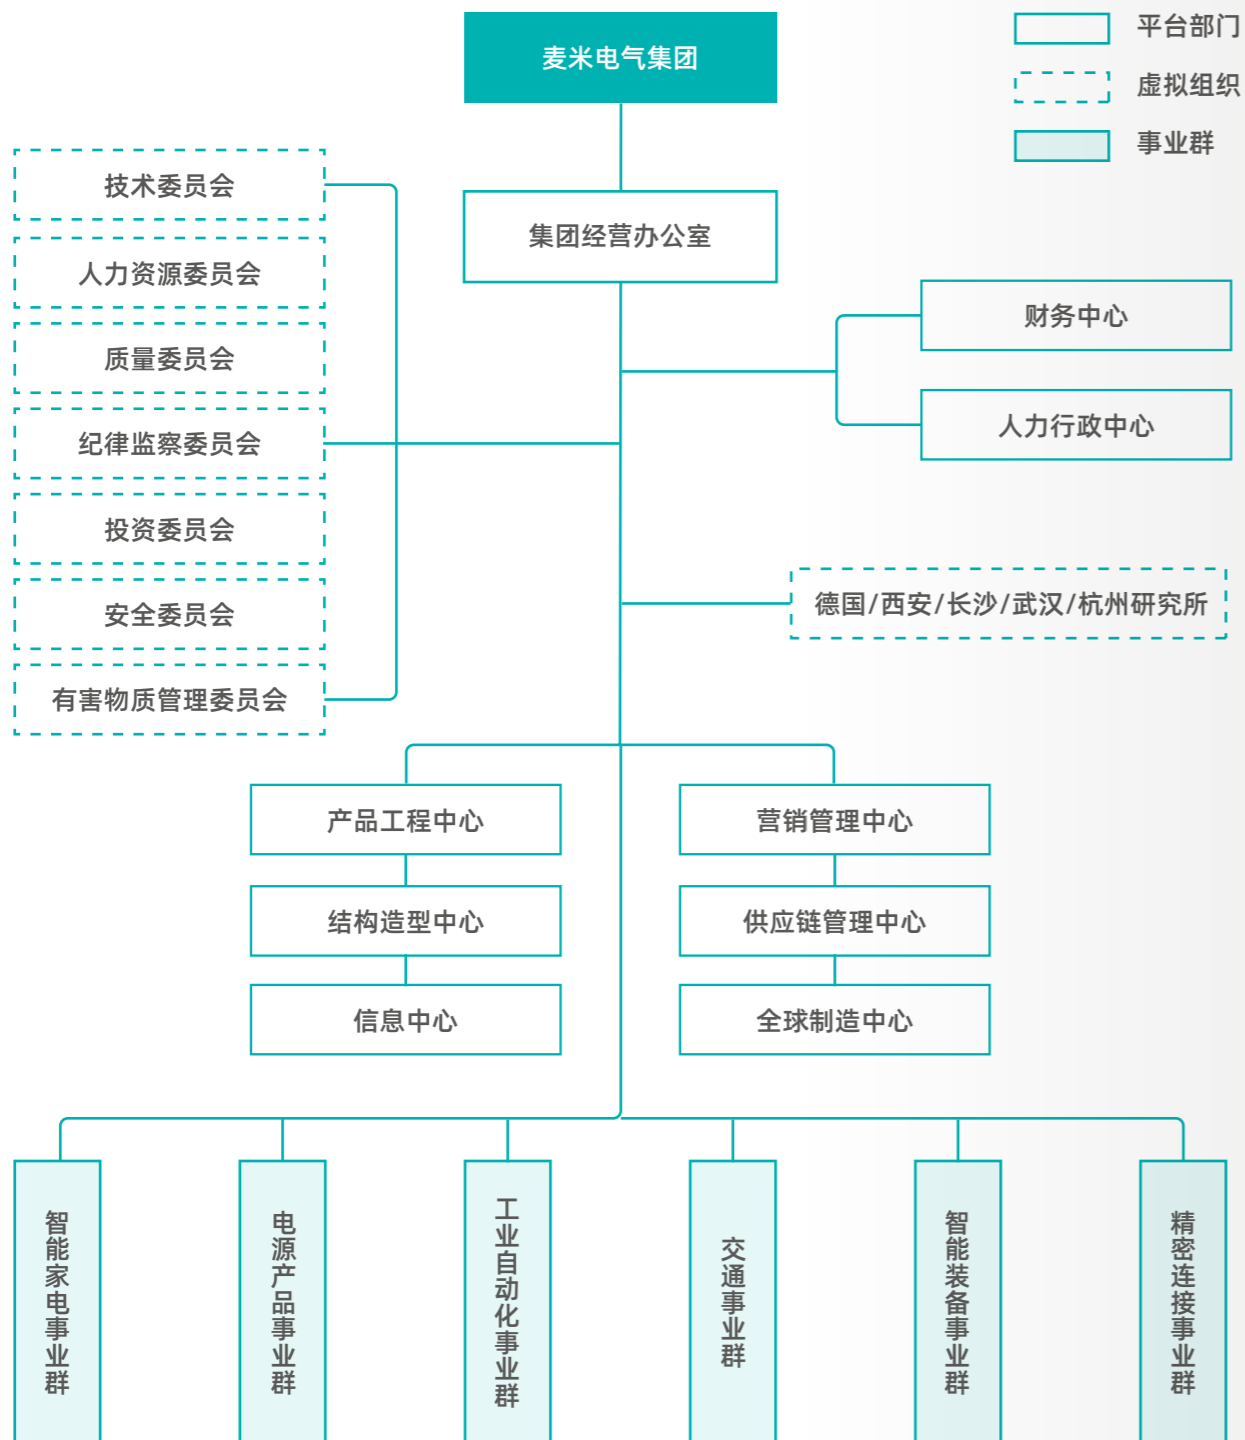 麦米电气集团
平台部门
虚拟组织
事业群
集团经营办公室
技术委员会
人力资源委员会
质量委员会
纪律监察委员会
投资委员会
安全委员会
有害物质管理委员会
财务中心
人力行政中心
德国/西安/长沙/武汉/杭州研究所
产品工程中心
结构造型中心
信息中心
营销管理中心
供应链管理中心
全球制造中心
智能家电事业群
电源产品事业群
工业自动化事业群
交通事业群
智能装备事业群
精密连接事业群